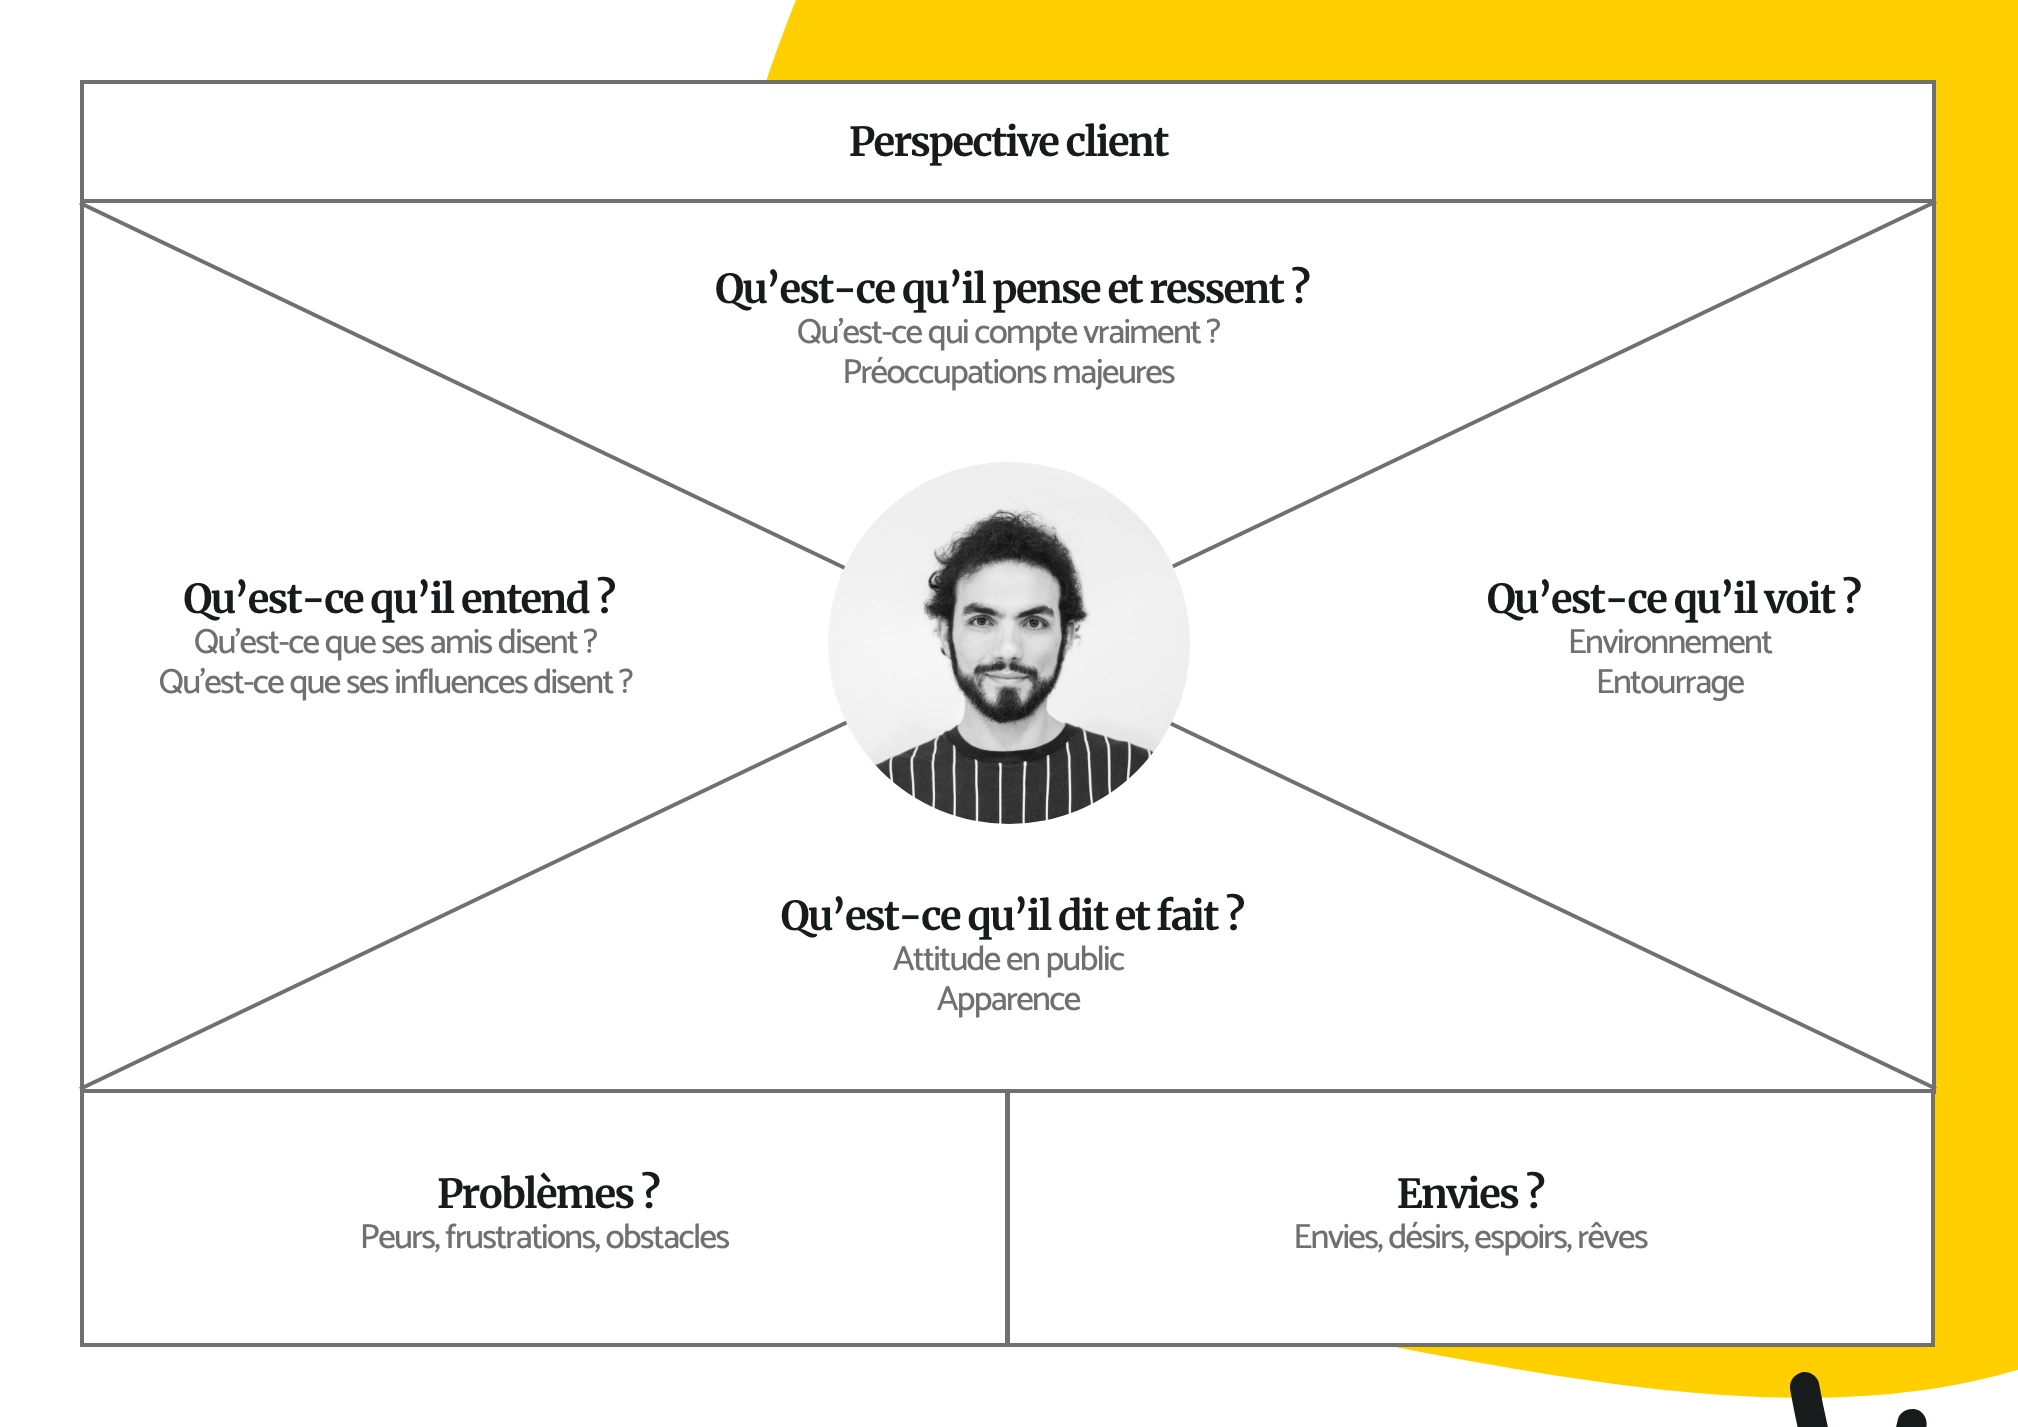 Perspective client
Qu’est-ce qu’il pense et ressent ?
Qu’est-ce qui compte vraiment ?
Préoccupations majeures
Qu’est-ce qu’il entend ?
Qu’est-ce que ses amis disent ?
Qu’est-ce que ses influences disent ?
Qu’est-ce qu’il voit ?
Environnement
Entourrage
Qu’est-ce qu’il dit et fait ?
Attitude en public
Apparence
Problèmes ?
Peurs, frustrations, obstacles
Envies ?
Envies, désirs, espoirs, rêves